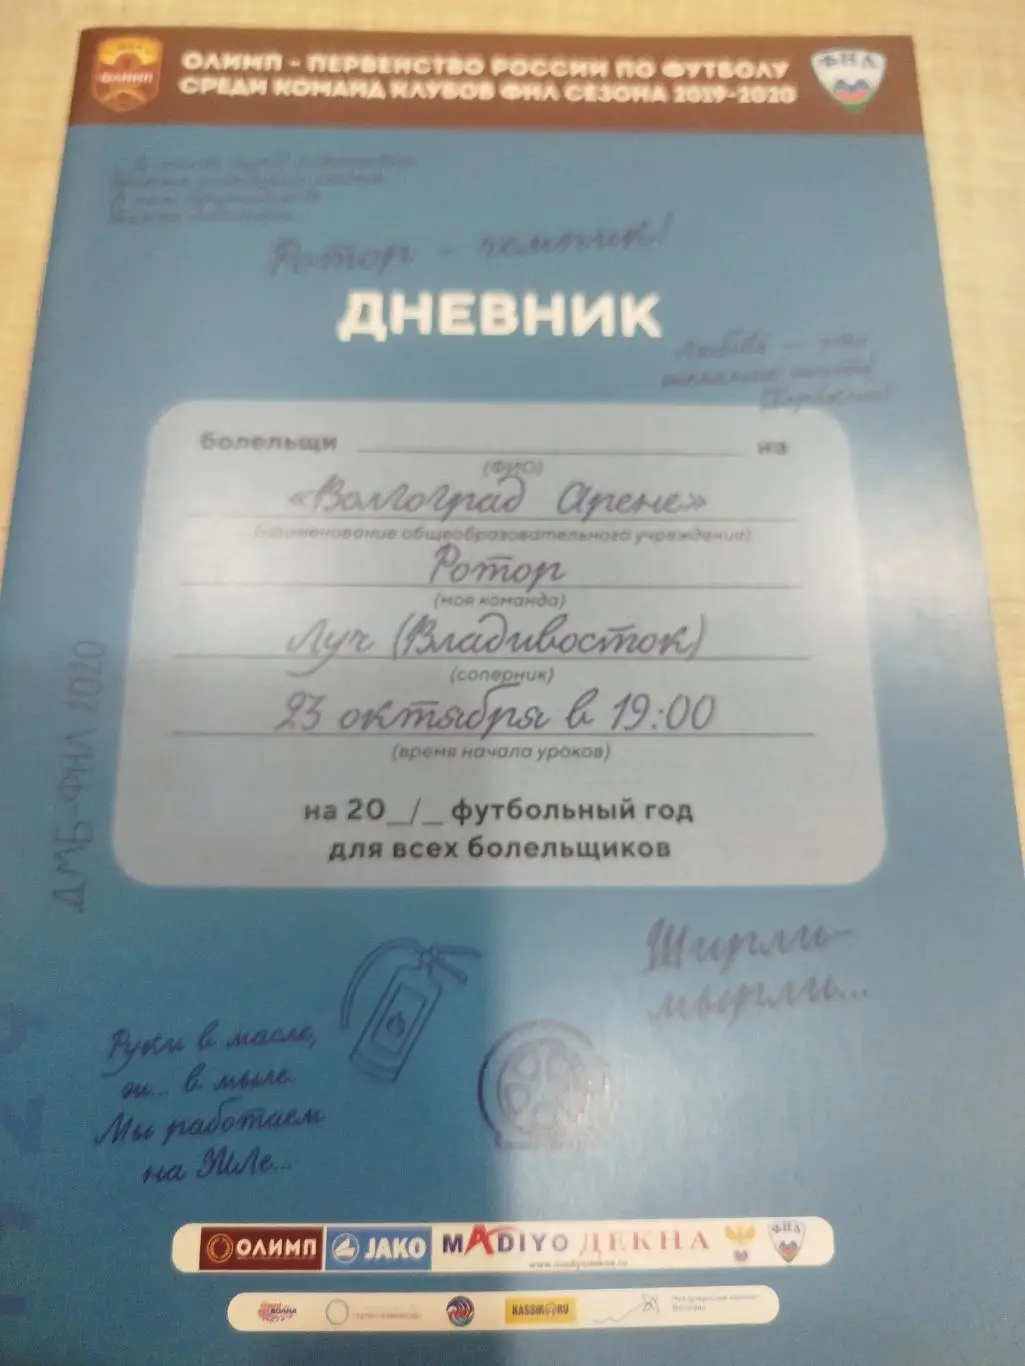 ОЛИМП
ОЛИМП - ПЕРВЕНСТВО РОССИИ ПО ФУТБОЛУ
СРЕДИ КОМАНД КЛУБОВ ФНЛ СЕЗОНА 2019-2020
ФНЛ
Ротор - чемпион!
ДНЕВНИК
Любовь -
болельщи на
(ФИО)
«Волгоград Арене»
(наименование общеобразовательного учреждения)
Ротор
(моя команда)
Луч (Владивосток)
(соперник)
23 октября в 19:00
(время начала уроков)
на 20_/_ футбольный год
для всех болельщиков
ДМБ-ФНЛ 2020
Ширли-
мырли...
Руки в масле,
ж... в мыле.
Мы работаем
на ЗИЛе...
ОЛИМП JAKO MADIYO ДЕКНА ФНЛ
KASSIR RU